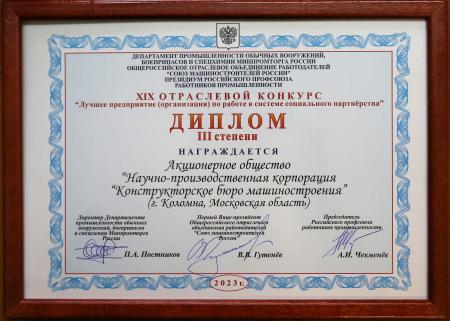 ДЕПАРТАМЕНТ ПРОМЫШЛЕННОСТИ ОБЫЧНЫХ ВООРУЖЕНИЙ,
БОЕПРИПАСОВ И СПЕЦХИМИИ МИНПРОМТОРГА РОССИИ
ОБЩЕРОССИЙСКОЕ ОТРАСЛЕВОЕ ОБЪЕДИНЕНИЕ РАБОТОДАТЕЛЕЙ
"СОЮЗ МАШИНОСТРОИТЕЛЕЙ РОССИИ"
ПРЕЗИДИУМ РОССИЙСКОГО ПРОФСОЮЗА
РАБОТНИКОВ ПРОМЫШЛЕННОСТИ
XIX ОТРАСЛЕВОЙ КОНКУРС
"Лучшее предприятие (организации) по работе в системе социального партнёрства"
ДИПЛОМ
III степени
НАГРАЖДАЕТСЯ
Акционерное общество
"Научно-производственная корпорация
"Конструкторское бюро машиностроения"
(г. Коломна, Московская область)
Директор Департамента
промышленности обычных
вооружений, боеприпасов
и спецхимии Минпромторга
России
П.А. Постников
Первый Вице-президент
Общероссийского отраслевого
объединения работодателей
"Союз машиностроителей
России"
В.В. Гутенёв
Председатель
Российского профсоюза
работников промышленности
А.И. Чекменёв
2023г.